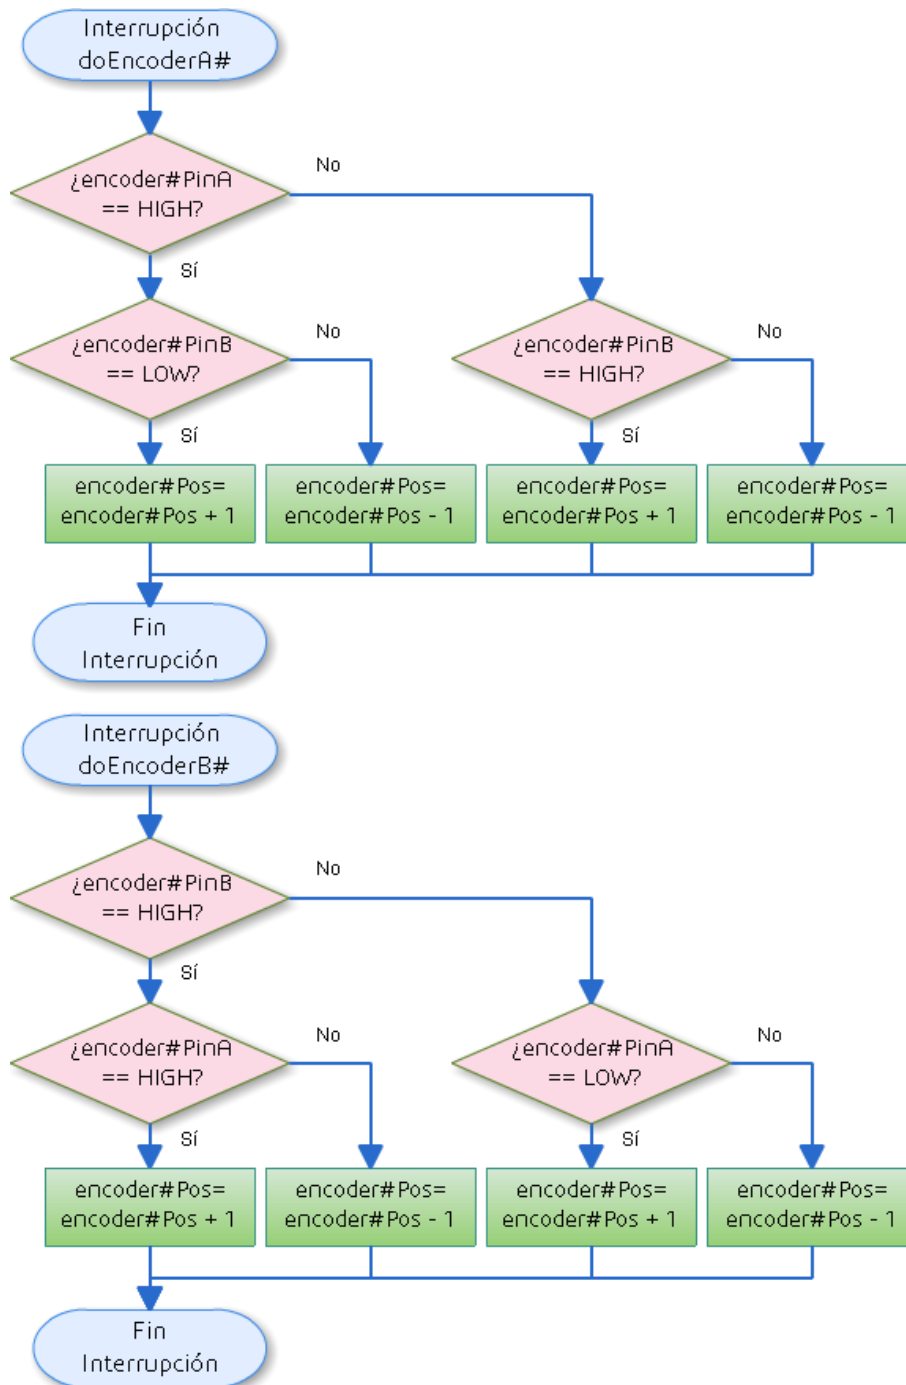 Interrupción
doEncoderA#
¿encoder#PinA
== HIGH?
No
Sí
¿encoder#PinB
== LOW?
No
¿encoder#PinB
== HIGH?
No
Sí
Sí
encoder#Pos=
encoder#Pos + 1
encoder#Pos=
encoder#Pos - 1
encoder#Pos=
encoder#Pos + 1
encoder#Pos=
encoder#Pos - 1
Fin
Interrupción
Interrupción
doEncoderB#
¿encoder#PinB
== HIGH?
No
Sí
¿encoder#PinA
== HIGH?
No
¿encoder#PinA
== LOW?
No
Sí
Sí
encoder#Pos=
encoder#Pos + 1
encoder#Pos=
encoder#Pos - 1
encoder#Pos=
encoder#Pos + 1
encoder#Pos=
encoder#Pos - 1
Fin
Interrupción